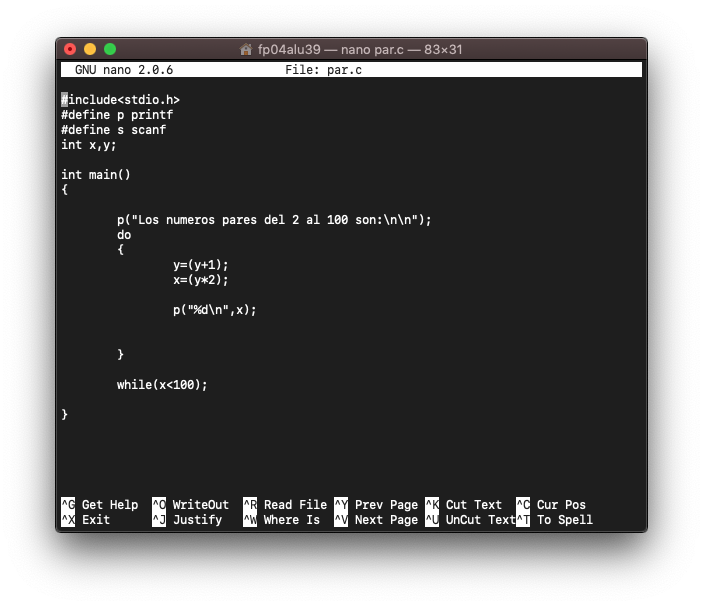 fp04alu39 — nano par.c — 83×31
GNU nano 2.0.6 File: par.c
#include<stdio.h>
#define p printf
#define s scanf
int x,y;
int main()
{
p("Los numeros pares del 2 al 100 son:\n\n");
do
{
y=(y+1);
x=(y*2);
p("%d\n",x);
}
while(x<100);
}
^G Get Help ^O WriteOut ^R Read File ^Y Prev Page ^K Cut Text ^C Cur Pos
^X Exit ^J Justify ^W Where Is ^V Next Page ^U UnCut Text ^T To Spell